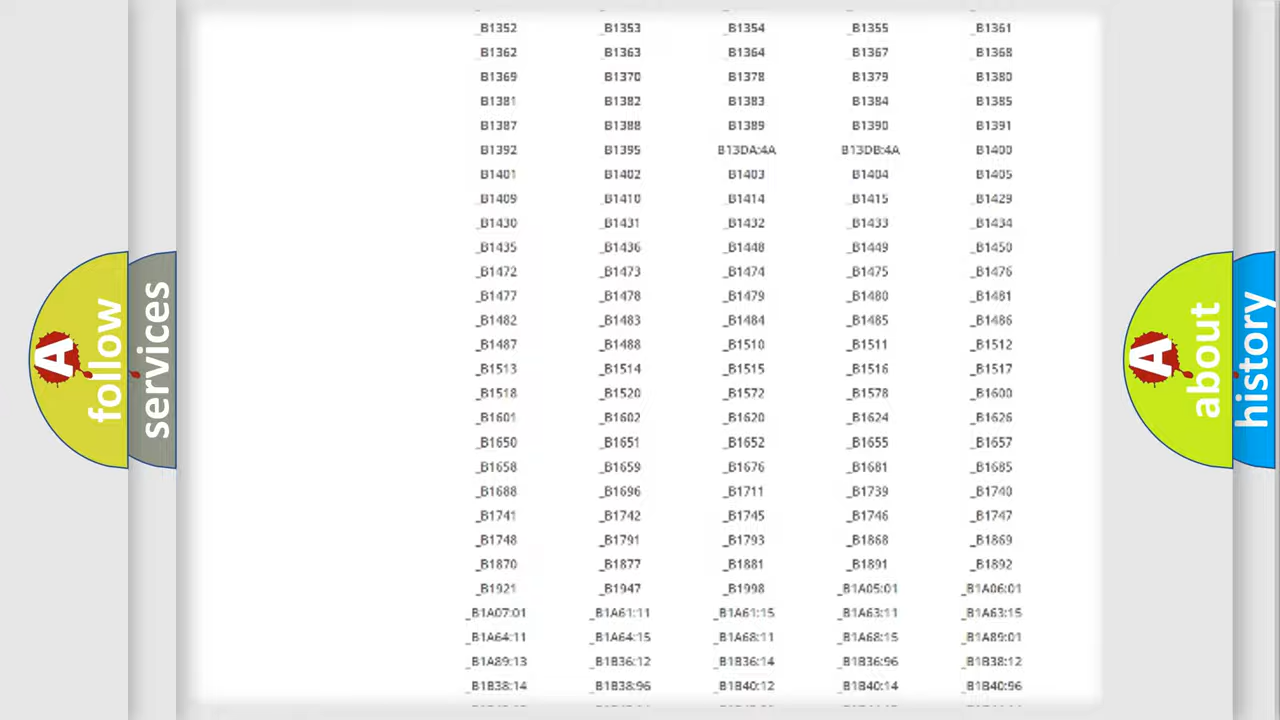 follow
services
_B1352 _B1353 _B1354 _B1355 _B1361
_B1362 _B1363 _B1364 _B1367 _B1368
_B1369 _B1370 _B1378 _B1379 _B1380
_B1381 _B1382 _B1383 _B1384 _B1385
_B1387 _B1388 _B1389 _B1390 _B1391
_B1392 _B1395 _B13DA:4A _B13DB:4A _B1400
_B1401 _B1402 _B1403 _B1404 _B1405
_B1409 _B1410 _B1414 _B1415 _B1429
_B1430 _B1431 _B1432 _B1433 _B1434
_B1435 _B1436 _B1448 _B1449 _B1450
_B1472 _B1473 _B1474 _B1475 _B1476
_B1477 _B1478 _B1479 _B1480 _B1481
_B1482 _B1483 _B1484 _B1485 _B1486
_B1487 _B1488 _B1510 _B1511 _B1512
_B1513 _B1514 _B1515 _B1516 _B1517
_B1518 _B1520 _B1572 _B1578 _B1600
_B1601 _B1602 _B1620 _B1624 _B1626
_B1650 _B1651 _B1652 _B1655 _B1657
_B1658 _B1659 _B1676 _B1681 _B1685
_B1688 _B1696 _B1711 _B1739 _B1740
_B1741 _B1742 _B1745 _B1746 _B1747
_B1748 _B1791 _B1793 _B1868 _B1869
_B1870 _B1877 _B1881 _B1891 _B1892
_B1921 _B1947 _B1998 _B1A05:01 _B1A06:01
_B1A07:01 _B1A61:11 _B1A61:15 _B1A63:11 _B1A63:15
_B1A64:11 _B1A64:15 _B1A68:11 _B1A68:15 _B1A89:01
_B1A89:13 _B1B36:12 _B1B36:14 _B1B36:96 _B1B38:12
_B1B38:14 _B1B38:96 _B1B40:12 _B1B40:14 _B1B40:96
A
about
history
A